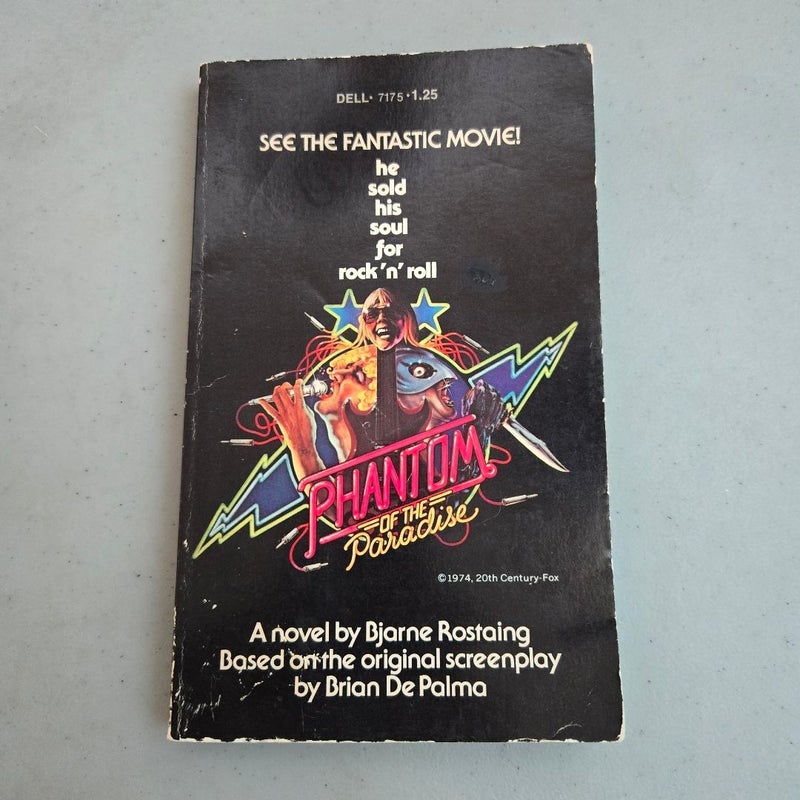 DELL • 7175 • 1.25
SEE THE FANTASTIC MOVIE!
he
sold
his
soul
for
rock 'n' roll
PHANTOM
OF THE
Paradise
©1974, 20th Century-Fox
A novel by Bjarne Rostaing
Based on the original screenplay
by Brian De Palma